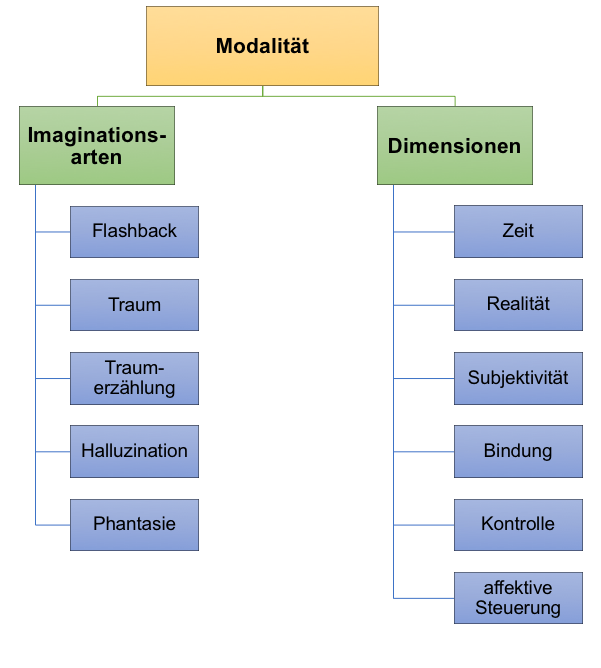 Modalität
Imaginations-
arten
Flashback
Traum
Traum-
erzählung
Halluzination
Phantasie
Dimensionen
Zeit
Realität
Subjektivität
Bindung
Kontrolle
affektive
Steuerung